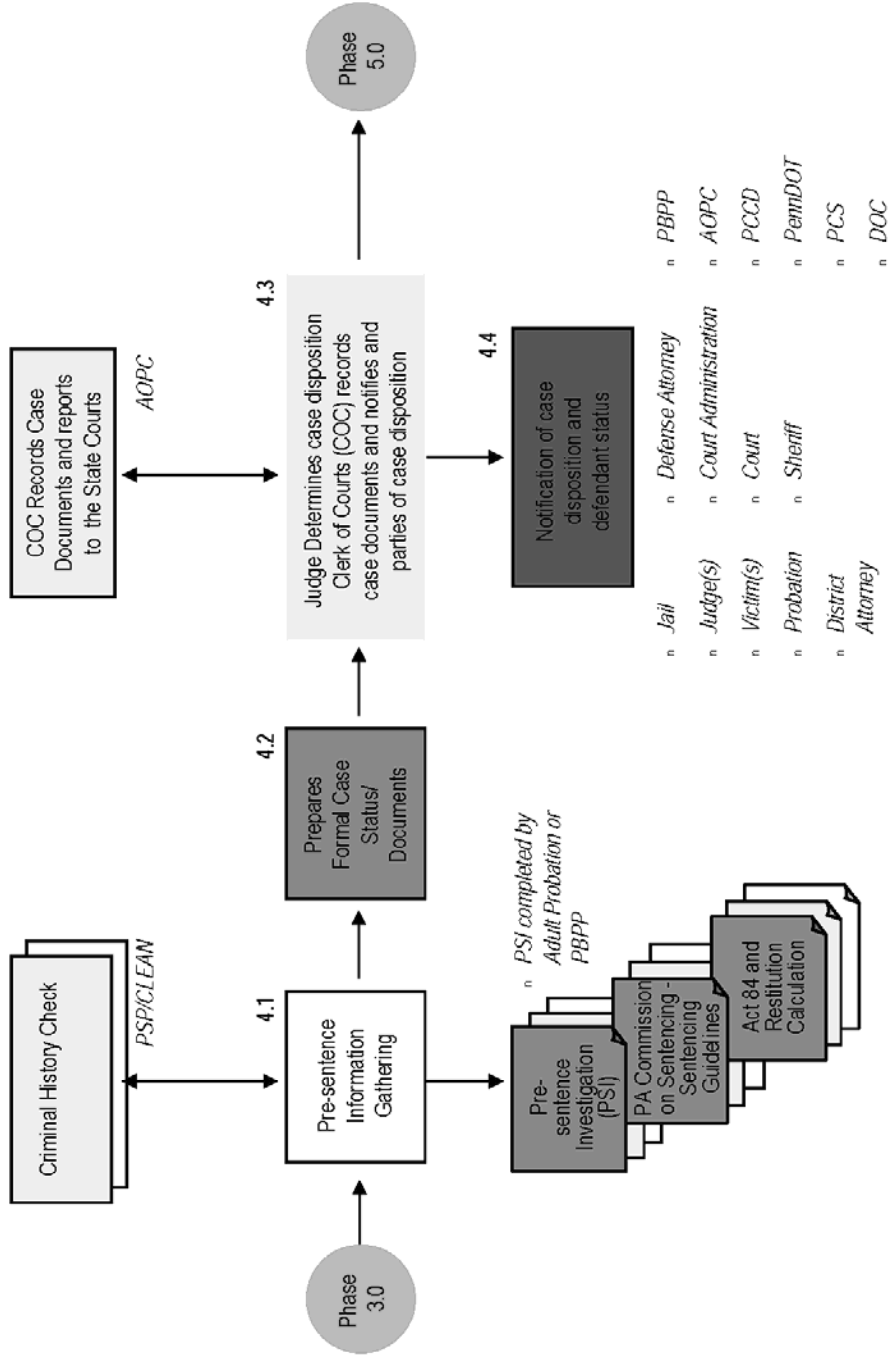 Criminal History Check
PSP/CLEAN
COC Records Case
Documents and reports
to the State Courts
AOPC
Phase
3.0
4.1
Pre-sentence
Information
Gathering
4.2
Prepares
Formal Case
Status/
Documents
4.3
Judge Determines case disposition
Clerk of Courts (COC) records
case documents and notifies and
parties of case disposition
Phase
5.0
Pre-
sentence
Investigation
(PSI)
n PSI completed by
Adult Probation or
PBPP
PA Commission
on Sentencing -
Sentencing
Guidelines
Act 84 and
Restitution
Calculation
4.4
Notification of case
disposition and
defendant status
n Jail
n Judge(s)
n Victim(s)
n Probation
n District
Attorney
n Defense Attorney
n Court Administration
n Court
n Sheriff
n PBPP
n AOPC
n PCCD
n PennDOT
n PCS
n DOC